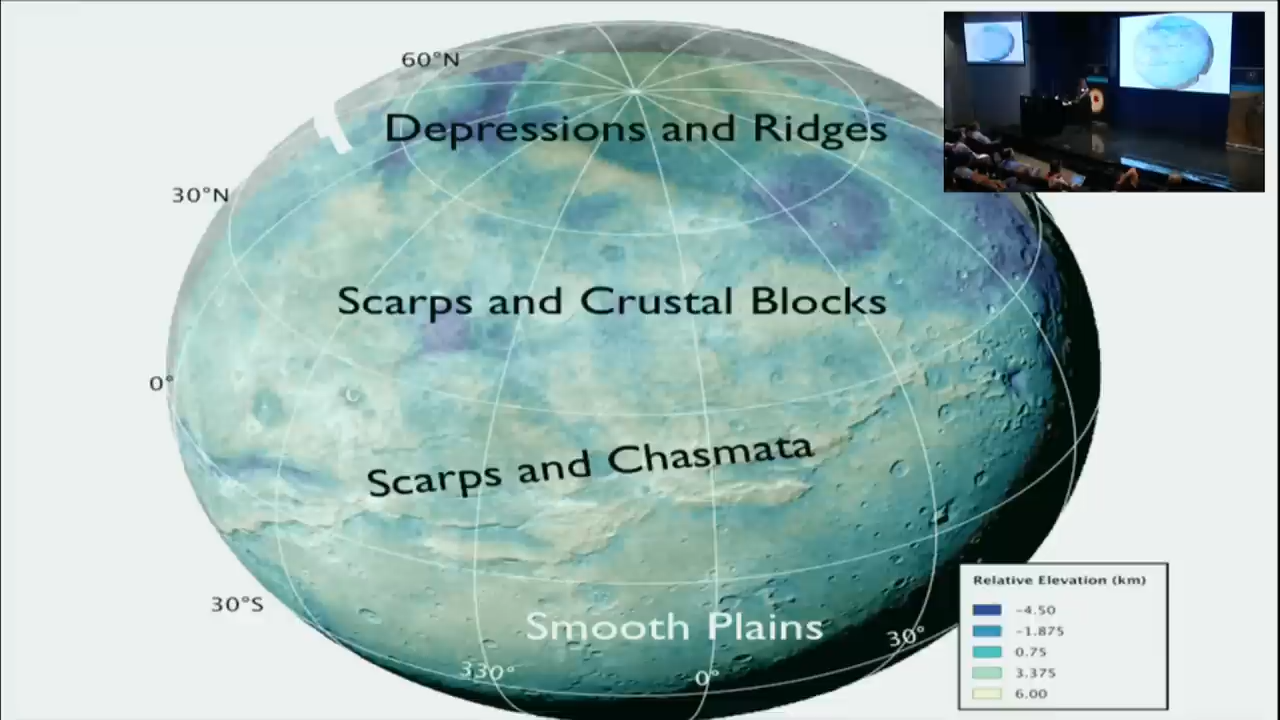 60°N
Depressions and Ridges
30°N
Scarps and Crustal Blocks
0°
Scarps and Chasmata
30°S
Smooth Plains
330°
0°
30°
Relative Elevation (km)
-4.50
-1.875
0.75
3.375
6.00